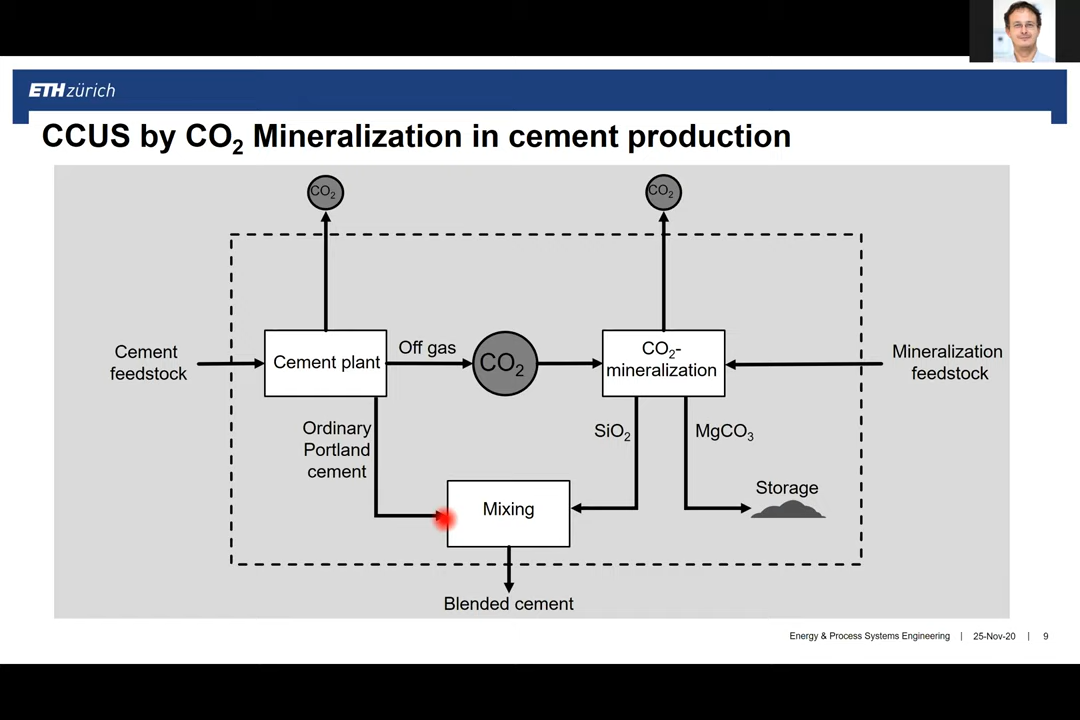 ETH zürich
CCUS by CO2 Mineralization in cement production
CO2
CO2
Cement
feedstock
Cement plant
Off gas
CO2
CO2-
mineralization
Mineralization
feedstock
Ordinary
Portland
cement
SiO2
MgCO3
Mixing
Storage
Blended cement
Energy & Process Systems Engineering | 25-Nov-20 | 9